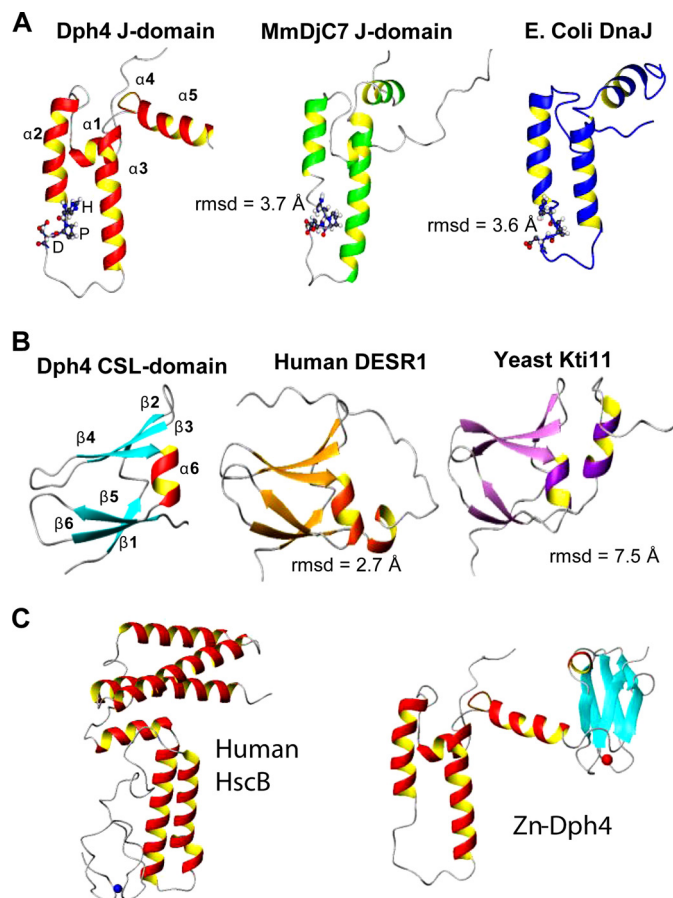 A
Dph4 J-domain
MmDjC7 J-domain
E. Coli DnaJ
α4
α5
α2
α1
α3
H
P
D
rmsd = 3.7 Å
rmsd = 3.6 Å
B
Dph4 CSL-domain
Human DESR1
Yeast Kti11
β2
β3
β4
α6
β5
β6
β1
rmsd = 2.7 Å
rmsd = 7.5 Å
C
Human
HscB
Zn-Dph4